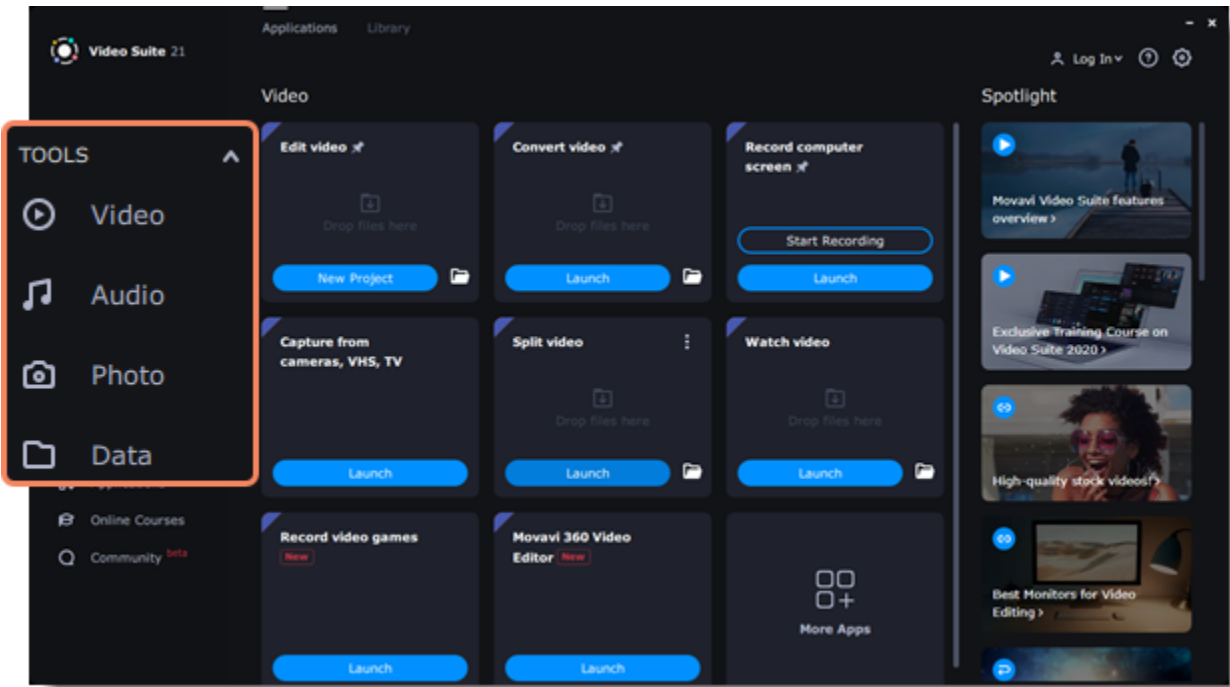 Applications Library
Video Suite 21
Log In
Video
Spotlight
TOOLS
Video
Audio
Photo
Data
Applications
Online Courses
Community beta
Edit video
Drop files here
New Project
Convert video
Drop files here
Launch
Record computer
screen
Start Recording
Launch
Capture from
cameras, VHS, TV
Launch
Split video
Drop files here
Launch
Watch video
Drop files here
Launch
Record video games
New
Launch
Movavi 360 Video
Editor New
Launch
More Apps
Movavi Video Suite features
overview >
Exclusive Training Course on
Video Suite 2020 >
High-quality stock videos! >
Best Monitors for Video
Editing >